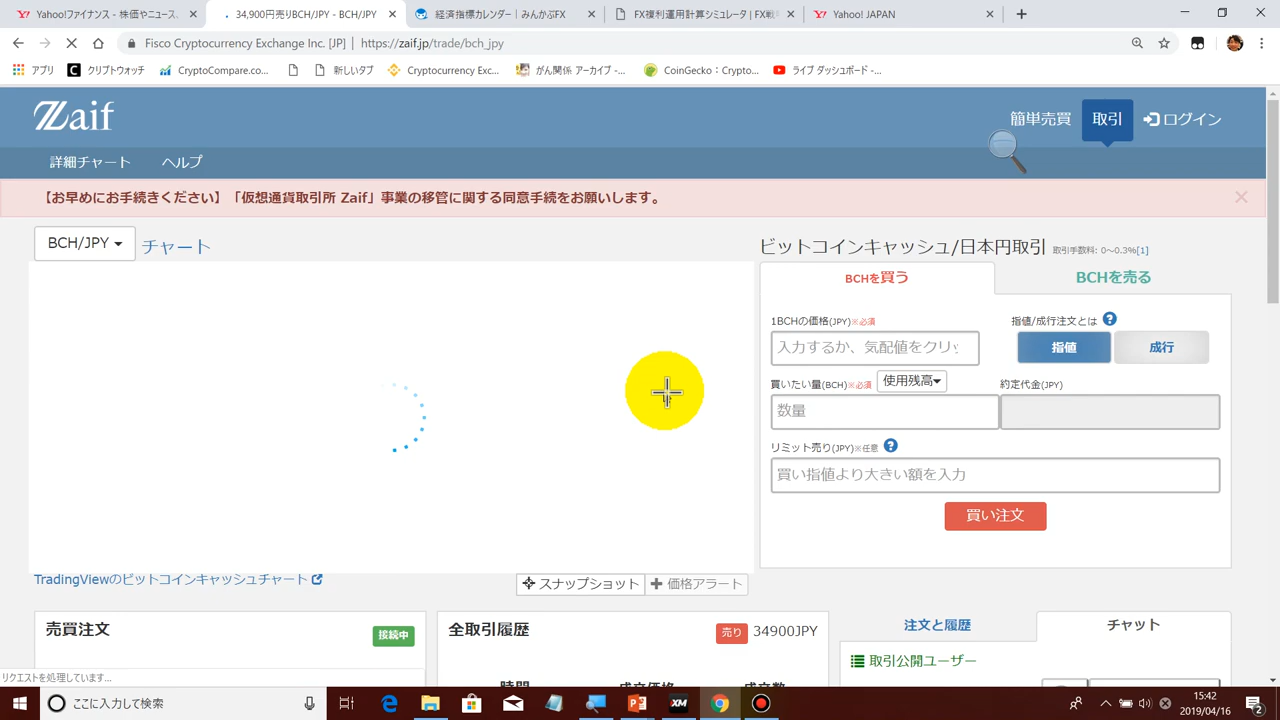 Yahoo!ファイナンス - 株価やニュース、
34,900円売りBCH/JPY - BCH/JPY
経済指標カレンダー｜みんかぶFX
FX複利運用計算シミュレータ | FX戦
Yahoo! JAPAN
Fisco Cryptocurrency Exchange Inc. [JP] | https://zaif.jp/trade/bch_jpy
アプリ
クリプトウォッチ
CryptoCompare.co...
新しいタブ
Cryptocurrency Exc...
がん関係 アーカイブ -...
CoinGecko：Crypto...
ライブ ダッシュボード -...
Zaif
簡単売買
取引
ログイン
詳細チャート
ヘルプ
【お早めにお手続きください】「仮想通貨取引所 Zaif」事業の移管に関する同意手続をお願いします。
BCH/JPY
チャート
ビットコインキャッシュ/日本円取引 取引手数料: 0～0.3%[1]
BCHを買う
BCHを売る
1BCHの価格(JPY)※必須
指値/成行注文とは
入力するか、気配値をクリッ
指値
成行
買いたい量(BCH)※必須
使用残高
約定代金(JPY)
数量
リミット売り(JPY)※任意
買い指値より大きい額を入力
買い注文
TradingViewのビットコインキャッシュチャート
スナップショット
価格アラート
売買注文
接続中
全取引履歴
売り
34900JPY
注文と履歴
チャット
取引公開ユーザー
リクエストを処理しています...
時間
成立価格
成立数
ここに入力して検索
XM
15:42
2019/04/16
2